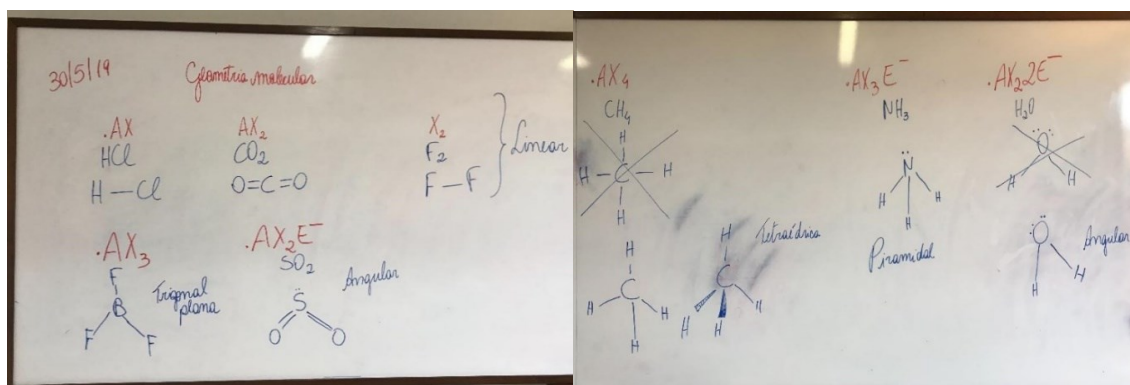 30/5/19 Geometria molecular
.AX AX₂ X₂
HCl CO₂ F₂ Linear
H — Cl O=C=O F — F
.AX₃ .AX₂E⁻
SO₂
F
B Trigonal plana
F F
S̈ Angular
O O
.AX₄ .AX₃E⁻ .AX₂2E⁻
CH₄ NH₃ H₂O
H
H — C — H
H
N̈
H H
H
Ö
H H
H
C
H H
H
Tetraédrica
H
C
H H H
Piramidal
Ö Angular
H H